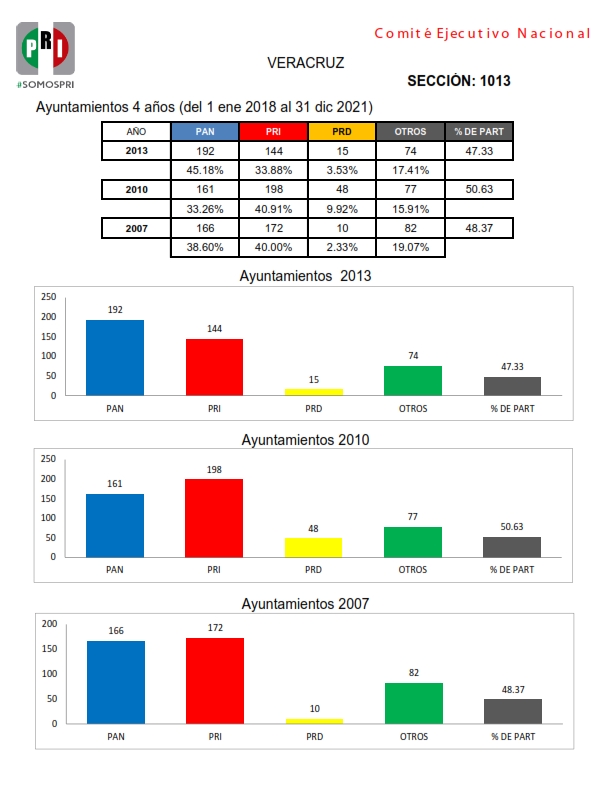 Comité Ejecutivo Nacional
PRI
#SOMOSPRI
VERACRUZ
SECCIÓN: 1013
Ayuntamientos 4 años (del 1 ene 2018 al 31 dic 2021)
AÑO PAN PRI PRD OTROS % DE PART
2013 192 144 15 74 47.33
45.18% 33.88% 3.53% 17.41%
2010 161 198 48 77 50.63
33.26% 40.91% 9.92% 15.91%
2007 166 172 10 82 48.37
38.60% 40.00% 2.33% 19.07%
Ayuntamientos 2013
250
200
150
100
50
0
192 144 15 74 47.33
PAN PRI PRD OTROS % DE PART
Ayuntamientos 2010
250
200
150
100
50
0
161 198 48 77 50.63
PAN PRI PRD OTROS % DE PART
Ayuntamientos 2007
200
150
100
50
0
166 172 10 82 48.37
PAN PRI PRD OTROS % DE PART